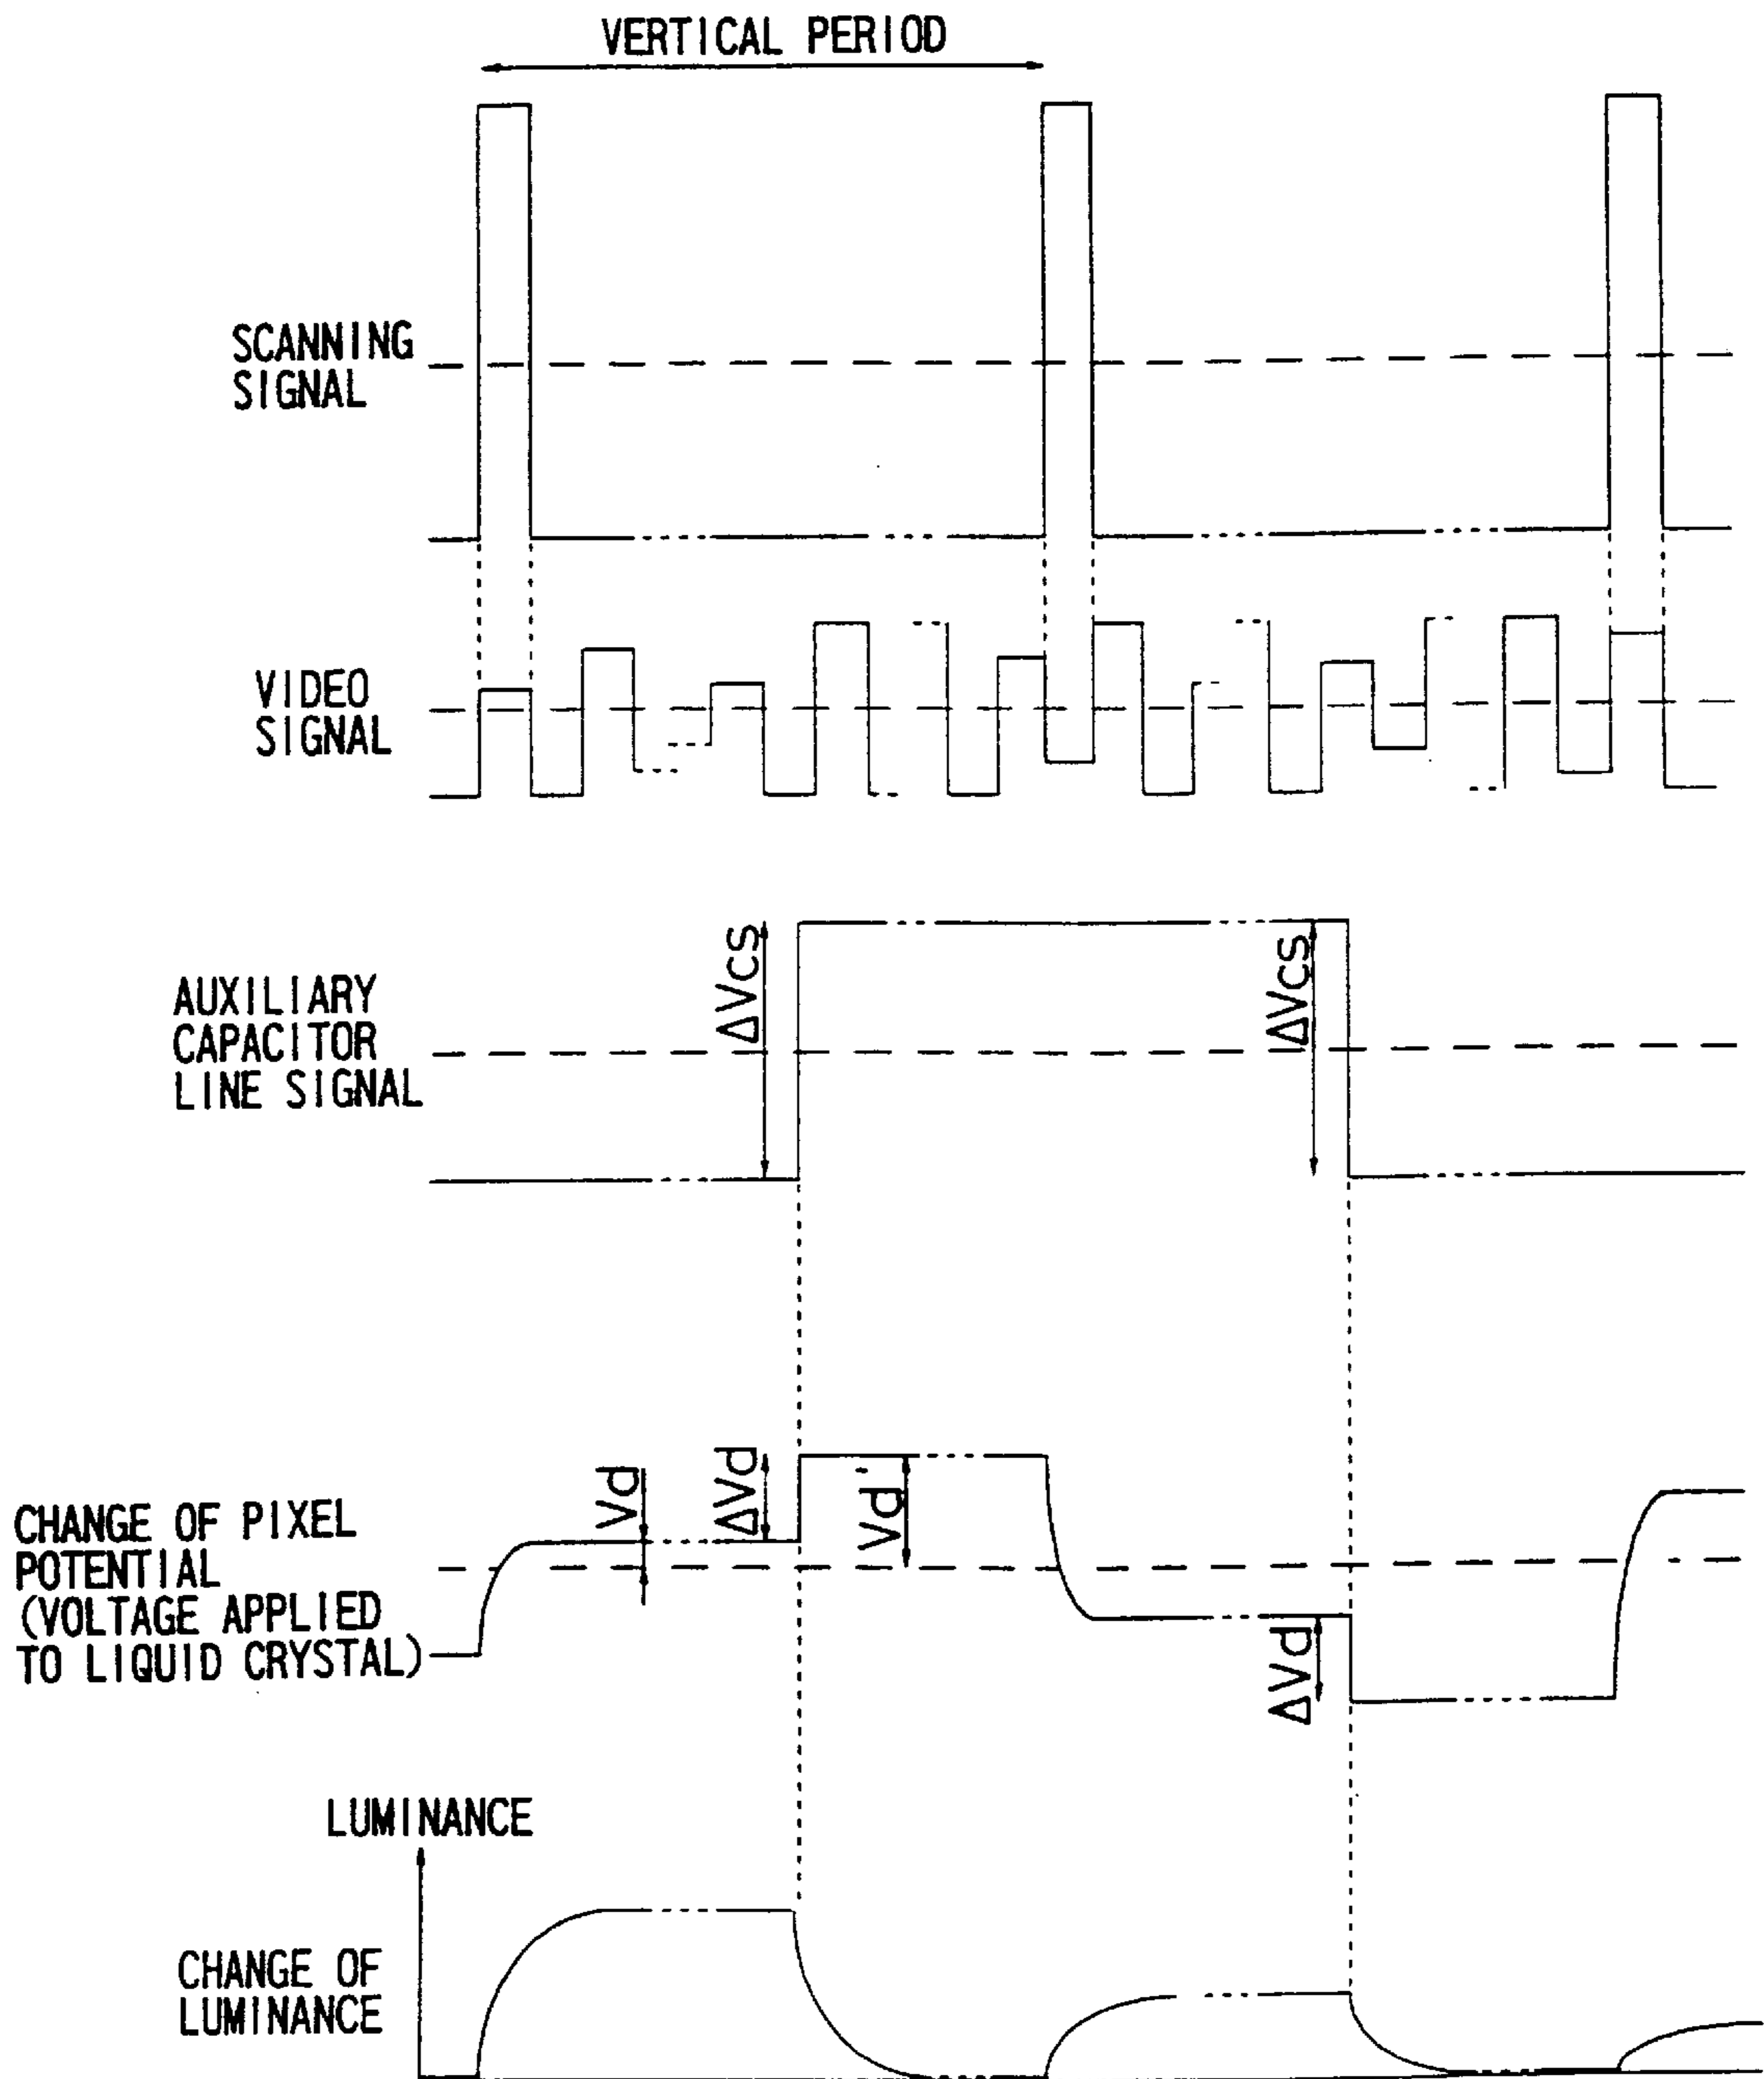 VERTICAL PERIOD
SCANNING
SIGNAL
VIDEO
SIGNAL
AUXILIARY
CAPACITOR
LINE SIGNAL
ΔVcs
ΔVcs
CHANGE OF PIXEL
POTENTIAL
(VOLTAGE APPLIED
TO LIQUID CRYSTAL)
Vd
ΔVd
Vd'
ΔVd
LUMINANCE
CHANGE OF
LUMINANCE